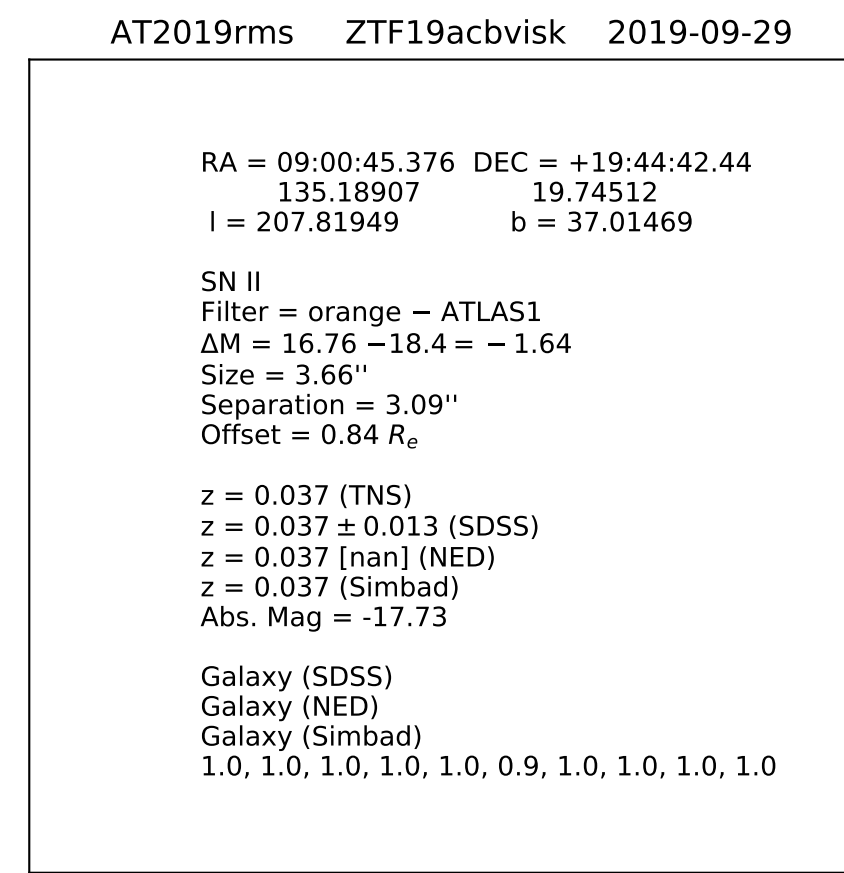 AT2019rms ZTF19acbvisk 2019-09-29
RA = 09:00:45.376 DEC = +19:44:42.44
135.18907 19.74512
l = 207.81949 b = 37.01469
SN II
Filter = orange − ATLAS1
ΔM = 16.76 −18.4 = − 1.64
Size = 3.66''
Separation = 3.09''
Offset = 0.84 Rₑ
z = 0.037 (TNS)
z = 0.037 ± 0.013 (SDSS)
z = 0.037 [nan] (NED)
z = 0.037 (Simbad)
Abs. Mag = -17.73
Galaxy (SDSS)
Galaxy (NED)
Galaxy (Simbad)
1.0, 1.0, 1.0, 1.0, 1.0, 0.9, 1.0, 1.0, 1.0, 1.0